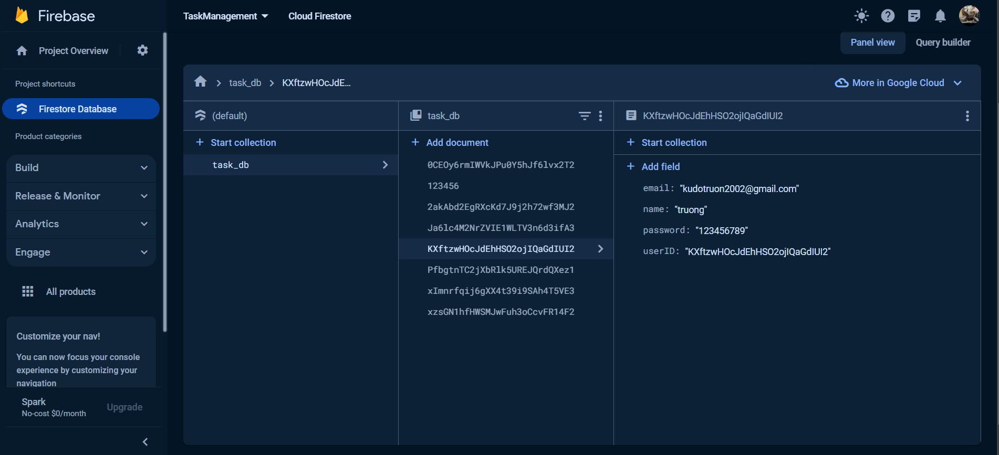 Firebase
TaskManagement
Cloud Firestore
Project Overview
Project shortcuts
Firestore Database
Product categories
Build
Release & Monitor
Analytics
Engage
All products
Customize your nav!
You can now focus your console
experience by customizing your
navigation
Spark
No-cost $0/month
Upgrade
Panel view
Query builder
task_db
KXftzwHOcJdE...
More in Google Cloud
(default)
Start collection
task_db
task_db
Add document
0CEOy6rmIWVkJPu0Y5hJf6lvx2T2
123456
2akAbd2EgRXcKd7J9j2h72wf3MJ2
Ja6lc4M2NrZVIE1WLTV3n6d3ifA3
KXftzwHOcJdEhHSO2ojIQaGdIUI2
PfbgtnTC2jXbRlk5UREJQrdQXez1
xImnrfqij6gXX4t39i9SAh4T5VE3
xzsGN1hfHWSMJwFuh3oCcvFR14F2
KXftzwHOcJdEhHSO2ojIQaGdIUI2
Start collection
Add field
email: "kudotruon2002@gmail.com"
name: "truong"
password: "123456789"
userID: "KXftzwHOcJdEhHSO2ojIQaGdIUI2"